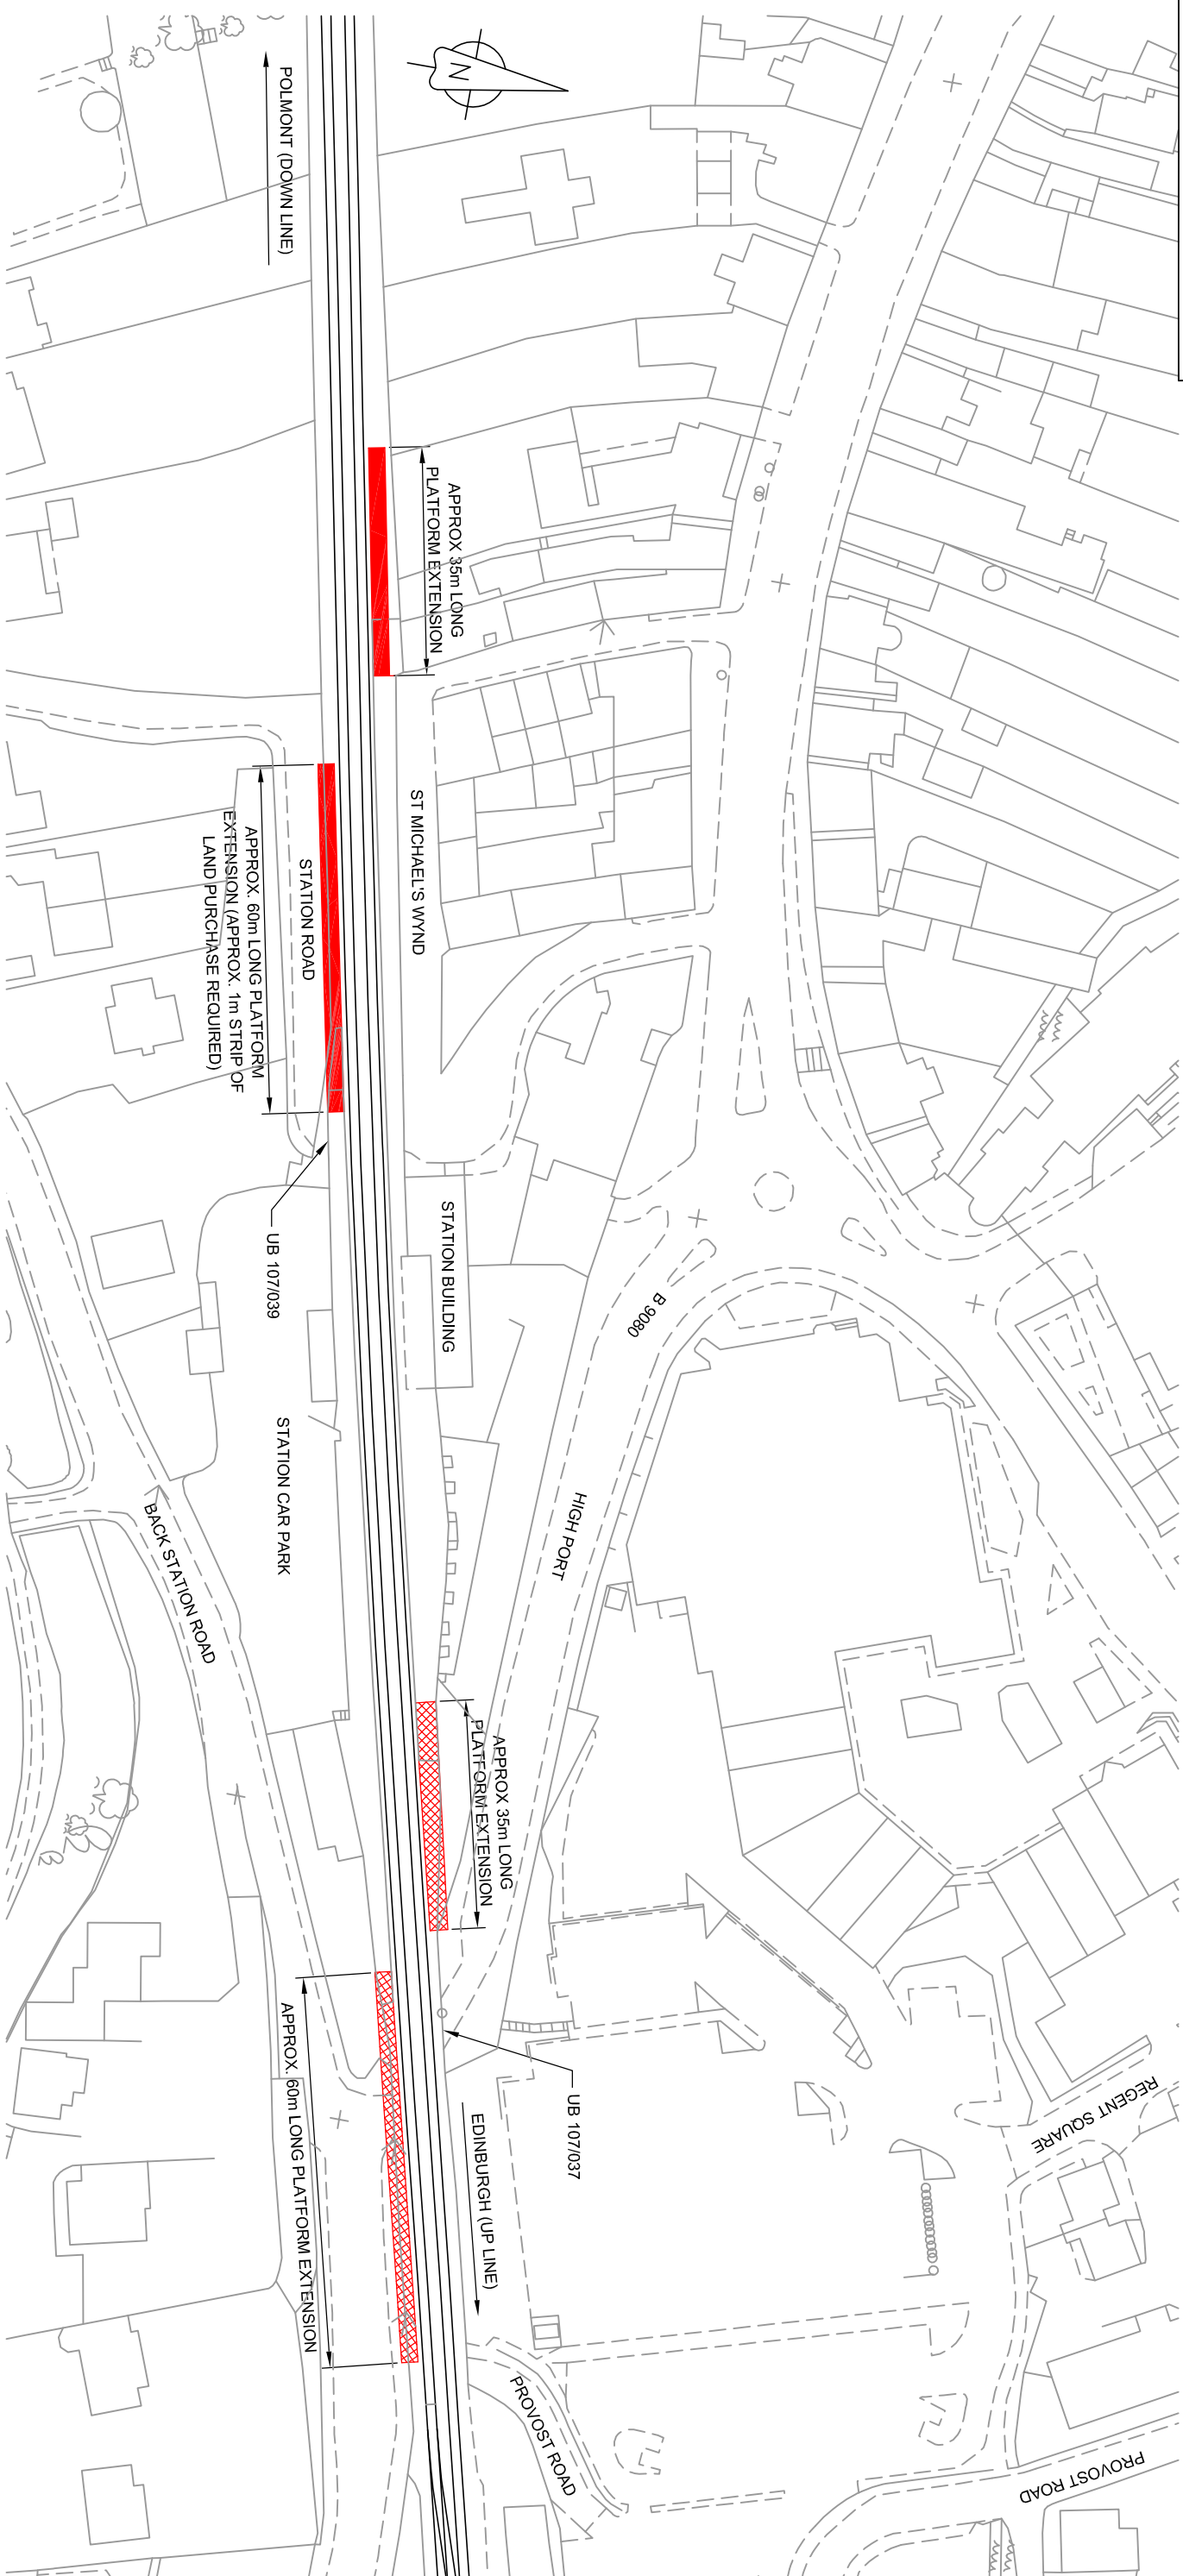 N
POLMONT (DOWN LINE)
APPROX 35m LONG
PLATFORM EXTENSION
ST MICHAEL'S WYND
STATION ROAD
APPROX. 60m LONG PLATFORM
EXTENSION (APPROX. 1m STRIP OF
LAND PURCHASE REQUIRED)
UB 107/039
STATION BUILDING
B 9080
STATION CAR PARK
HIGH PORT
BACK STATION ROAD
APPROX 35m LONG
PLATFORM EXTENSION
APPROX. 60m LONG PLATFORM EXTENSION
UB 107/037
EDINBURGH (UP LINE)
REGENT SQUARE
PROVOST ROAD
PROVOST ROAD